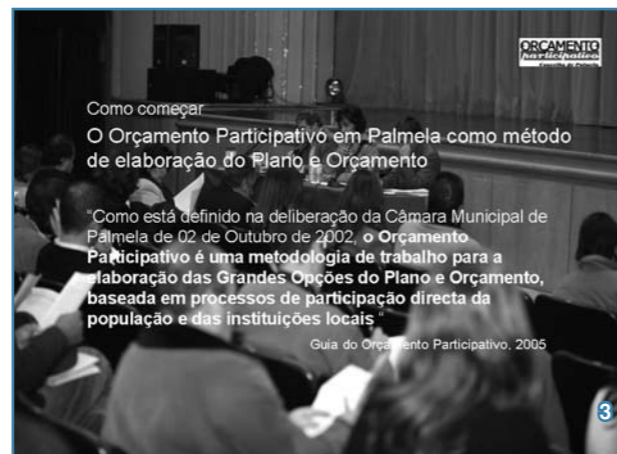 ORÇAMENTO
participativo
Concelho de Palmela
Como começar
O Orçamento Participativo em Palmela como método
de elaboração do Plano e Orçamento
“Como está definido na deliberação da Câmara Municipal de
Palmela de 02 de Outubro de 2002, o Orçamento
Participativo é uma metodologia de trabalho para a
elaboração das Grandes Opções do Plano e Orçamento,
baseada em processos de participação directa da
população e das instituições locais “
Guia do Orçamento Participativo, 2005
3